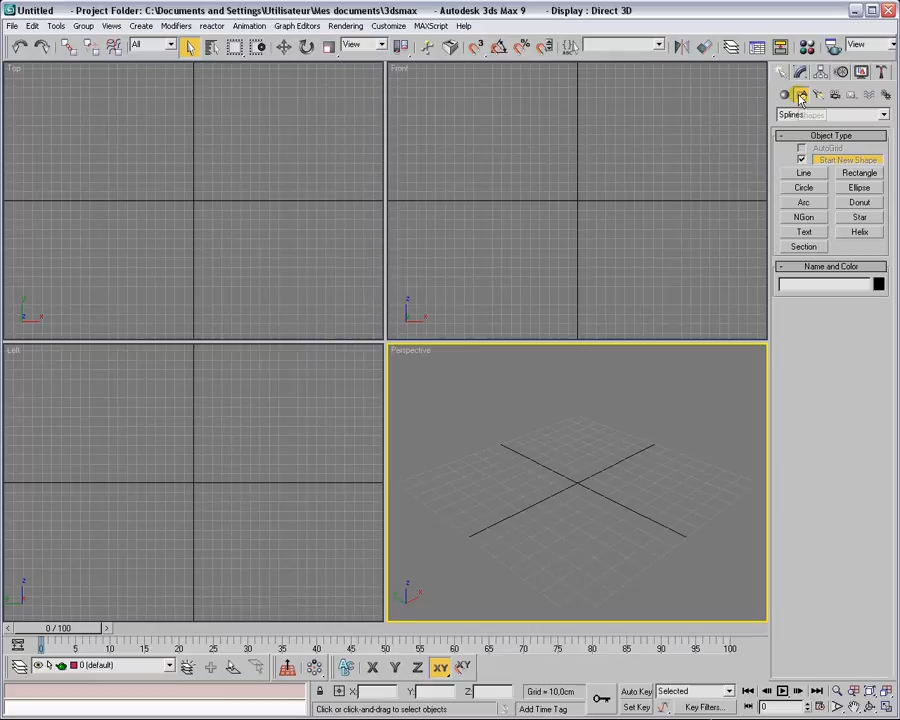 Untitled - Project Folder: C:\Documents and Settings\Utilisateur\Mes documents\3dsmax - Autodesk 3ds Max 9 - Display : Direct 3D
File Edit Tools Group Views Create Modifiers reactor Animation Graph Editors Rendering Customize MAXScript Help
All View View
Top Front
Splines Shapes
- Object Type
AutoGrid
Start New Shape
Line Rectangle
Circle Ellipse
Arc Donut
NGon Star
Text Helix
Section
- Name and Color
z y x z x
Left Perspective
z y z x
< 0 / 100 >
0 5 10 15 20 25 30 35 40 45 50 55 60 65 70 75 80 85 90 95 100
0 (default) X Y Z XY XY
X: Y: Z: Grid = 10,0cm Auto Key Selected
Click or click-and-drag to select objects Add Time Tag Set Key Key Filters... 0